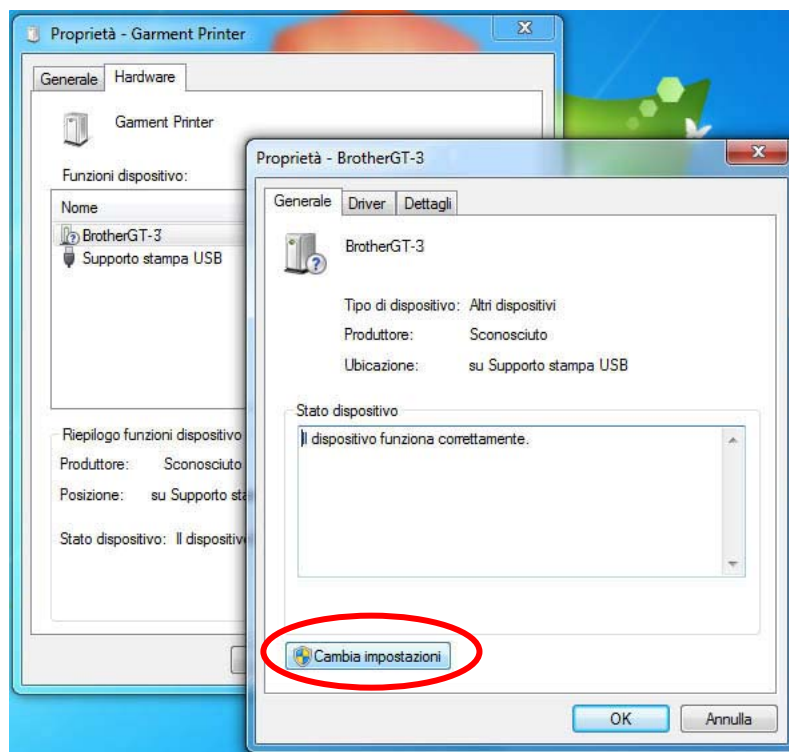 Proprietà - Garment Printer
Generale Hardware
Garment Printer
Funzioni dispositivo:
Nome
BrotherGT-3
Supporto stampa USB
Riepilogo funzioni dispositivo
Produttore: Sconosciuto
Posizione: su Supporto
Stato dispositivo: Il
Proprietà - BrotherGT-3
Generale Driver Dettagli
BrotherGT-3
Tipo di dispositivo: Altri dispositivi
Produttore: Sconosciuto
Ubicazione: su Supporto stampa USB
Stato dispositivo
Il dispositivo funziona correttamente.
Cambia impostazioni
OK Annulla